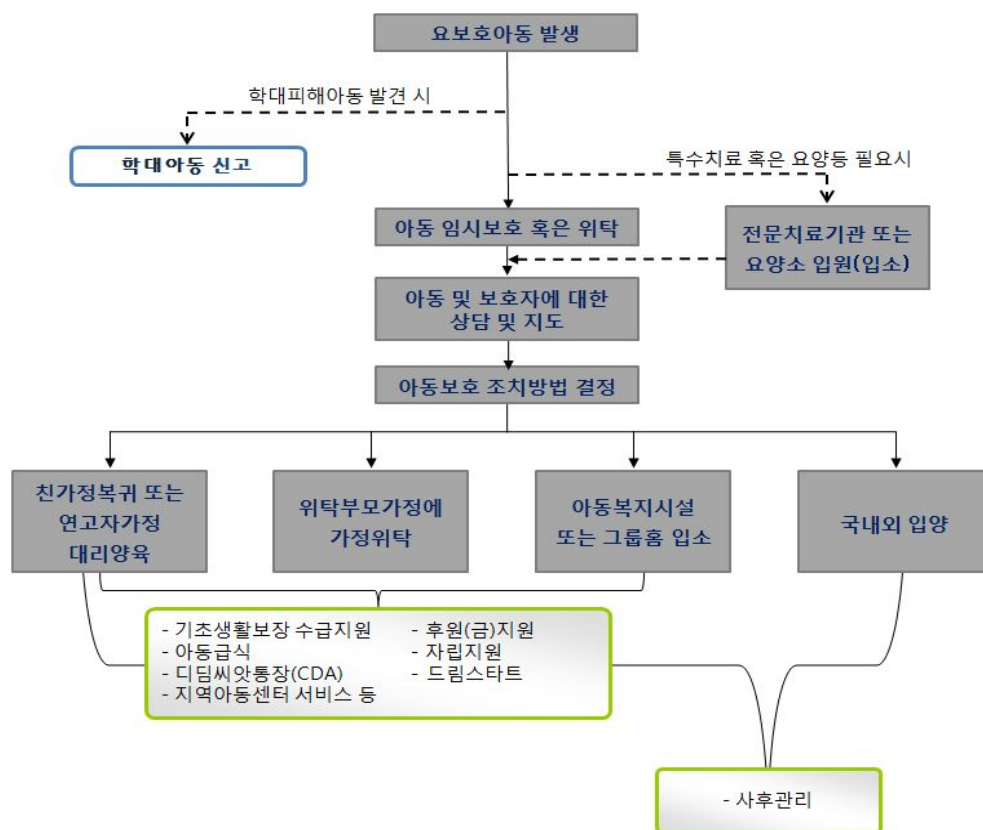 요보호아동 발생
학대피해아동 발견 시
학대아동 신고
특수치료 혹은 요양등 필요시
아동 임시보호 혹은 위탁
전문치료기관 또는
요양소 입원(입소)
아동 및 보호자에 대한
상담 및 지도
아동보호 조치방법 결정
친가정복귀 또는
연고자가정
대리양육
위탁부모가정에
가정위탁
아동복지시설
또는 그룹홈 입소
국내외 입양
- 기초생활보장 수급지원
- 아동급식
- 디딤씨앗통장(CDA)
- 지역아동센터 서비스 등
- 후원(금)지원
- 자립지원
- 드림스타트
- 사후관리